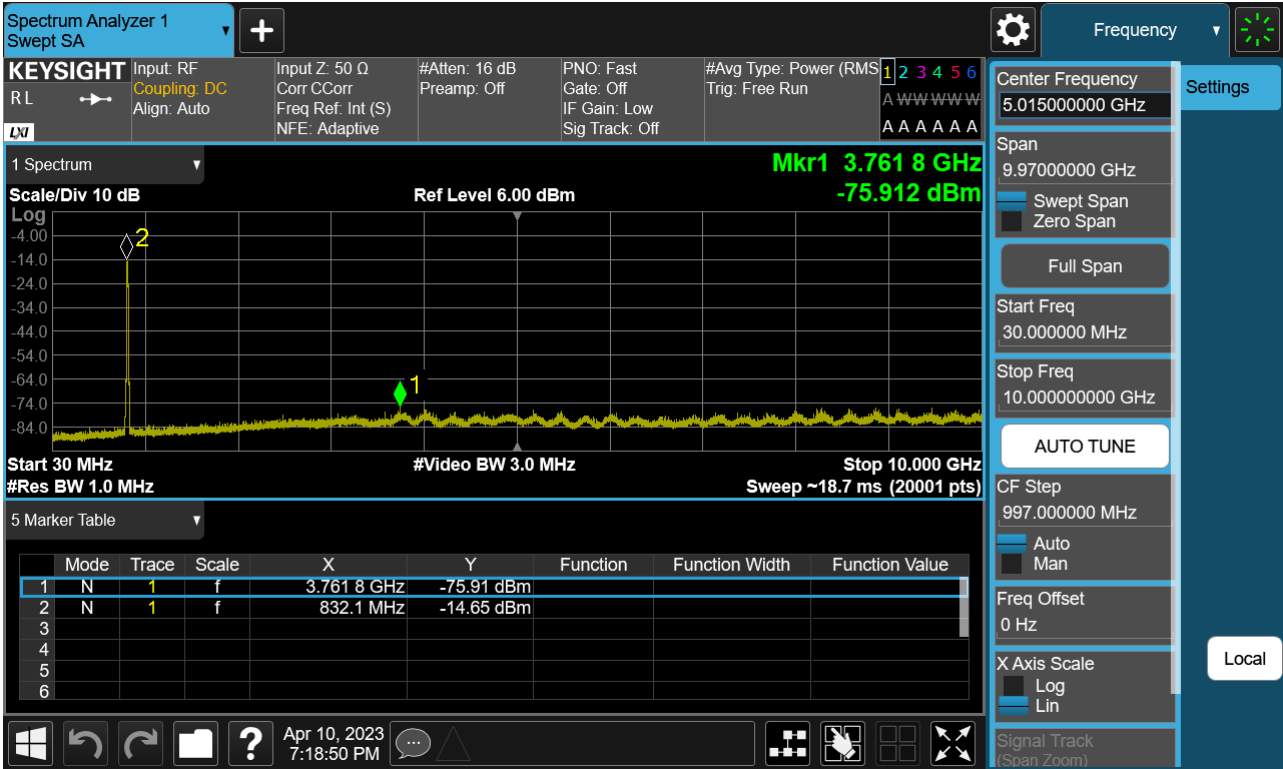 Spectrum Analyzer 1
Swept SA
+
Frequency
KEYSIGHT
R L
LXI
Input: RF
Coupling: DC
Align: Auto
Input Z: 50 Ω
Corr CCorr
Freq Ref: Int (S)
NFE: Adaptive
#Atten: 16 dB
Preamp: Off
PNO: Fast
Gate: Off
IF Gain: Low
Sig Track: Off
#Avg Type: Power (RMS
Trig: Free Run
1 2 3 4 5 6
A W W W W W
A A A A A A
1 Spectrum
Mkr1 3.761 8 GHz
-75.912 dBm
Scale/Div 10 dB
Ref Level 6.00 dBm
Log
-4.00
-14.0
-24.0
-34.0
-44.0
-54.0
-64.0
-74.0
-84.0
2
1
Start 30 MHz
#Video BW 3.0 MHz
Stop 10.000 GHz
#Res BW 1.0 MHz
Sweep ~18.7 ms (20001 pts)
5 Marker Table
Mode Trace Scale X Y Function Function Width Function Value
1 N 1 f 3.761 8 GHz -75.91 dBm
2 N 1 f 832.1 MHz -14.65 dBm
3
4
5
6
?
Apr 10, 2023
7:18:50 PM
Center Frequency
5.015000000 GHz
Span
9.97000000 GHz
Swept Span
Zero Span
Full Span
Start Freq
30.000000 MHz
Stop Freq
10.000000000 GHz
AUTO TUNE
CF Step
997.000000 MHz
Auto
Man
Freq Offset
0 Hz
X Axis Scale
Log
Lin
Signal Track
(Span Zoom)
Settings
Local